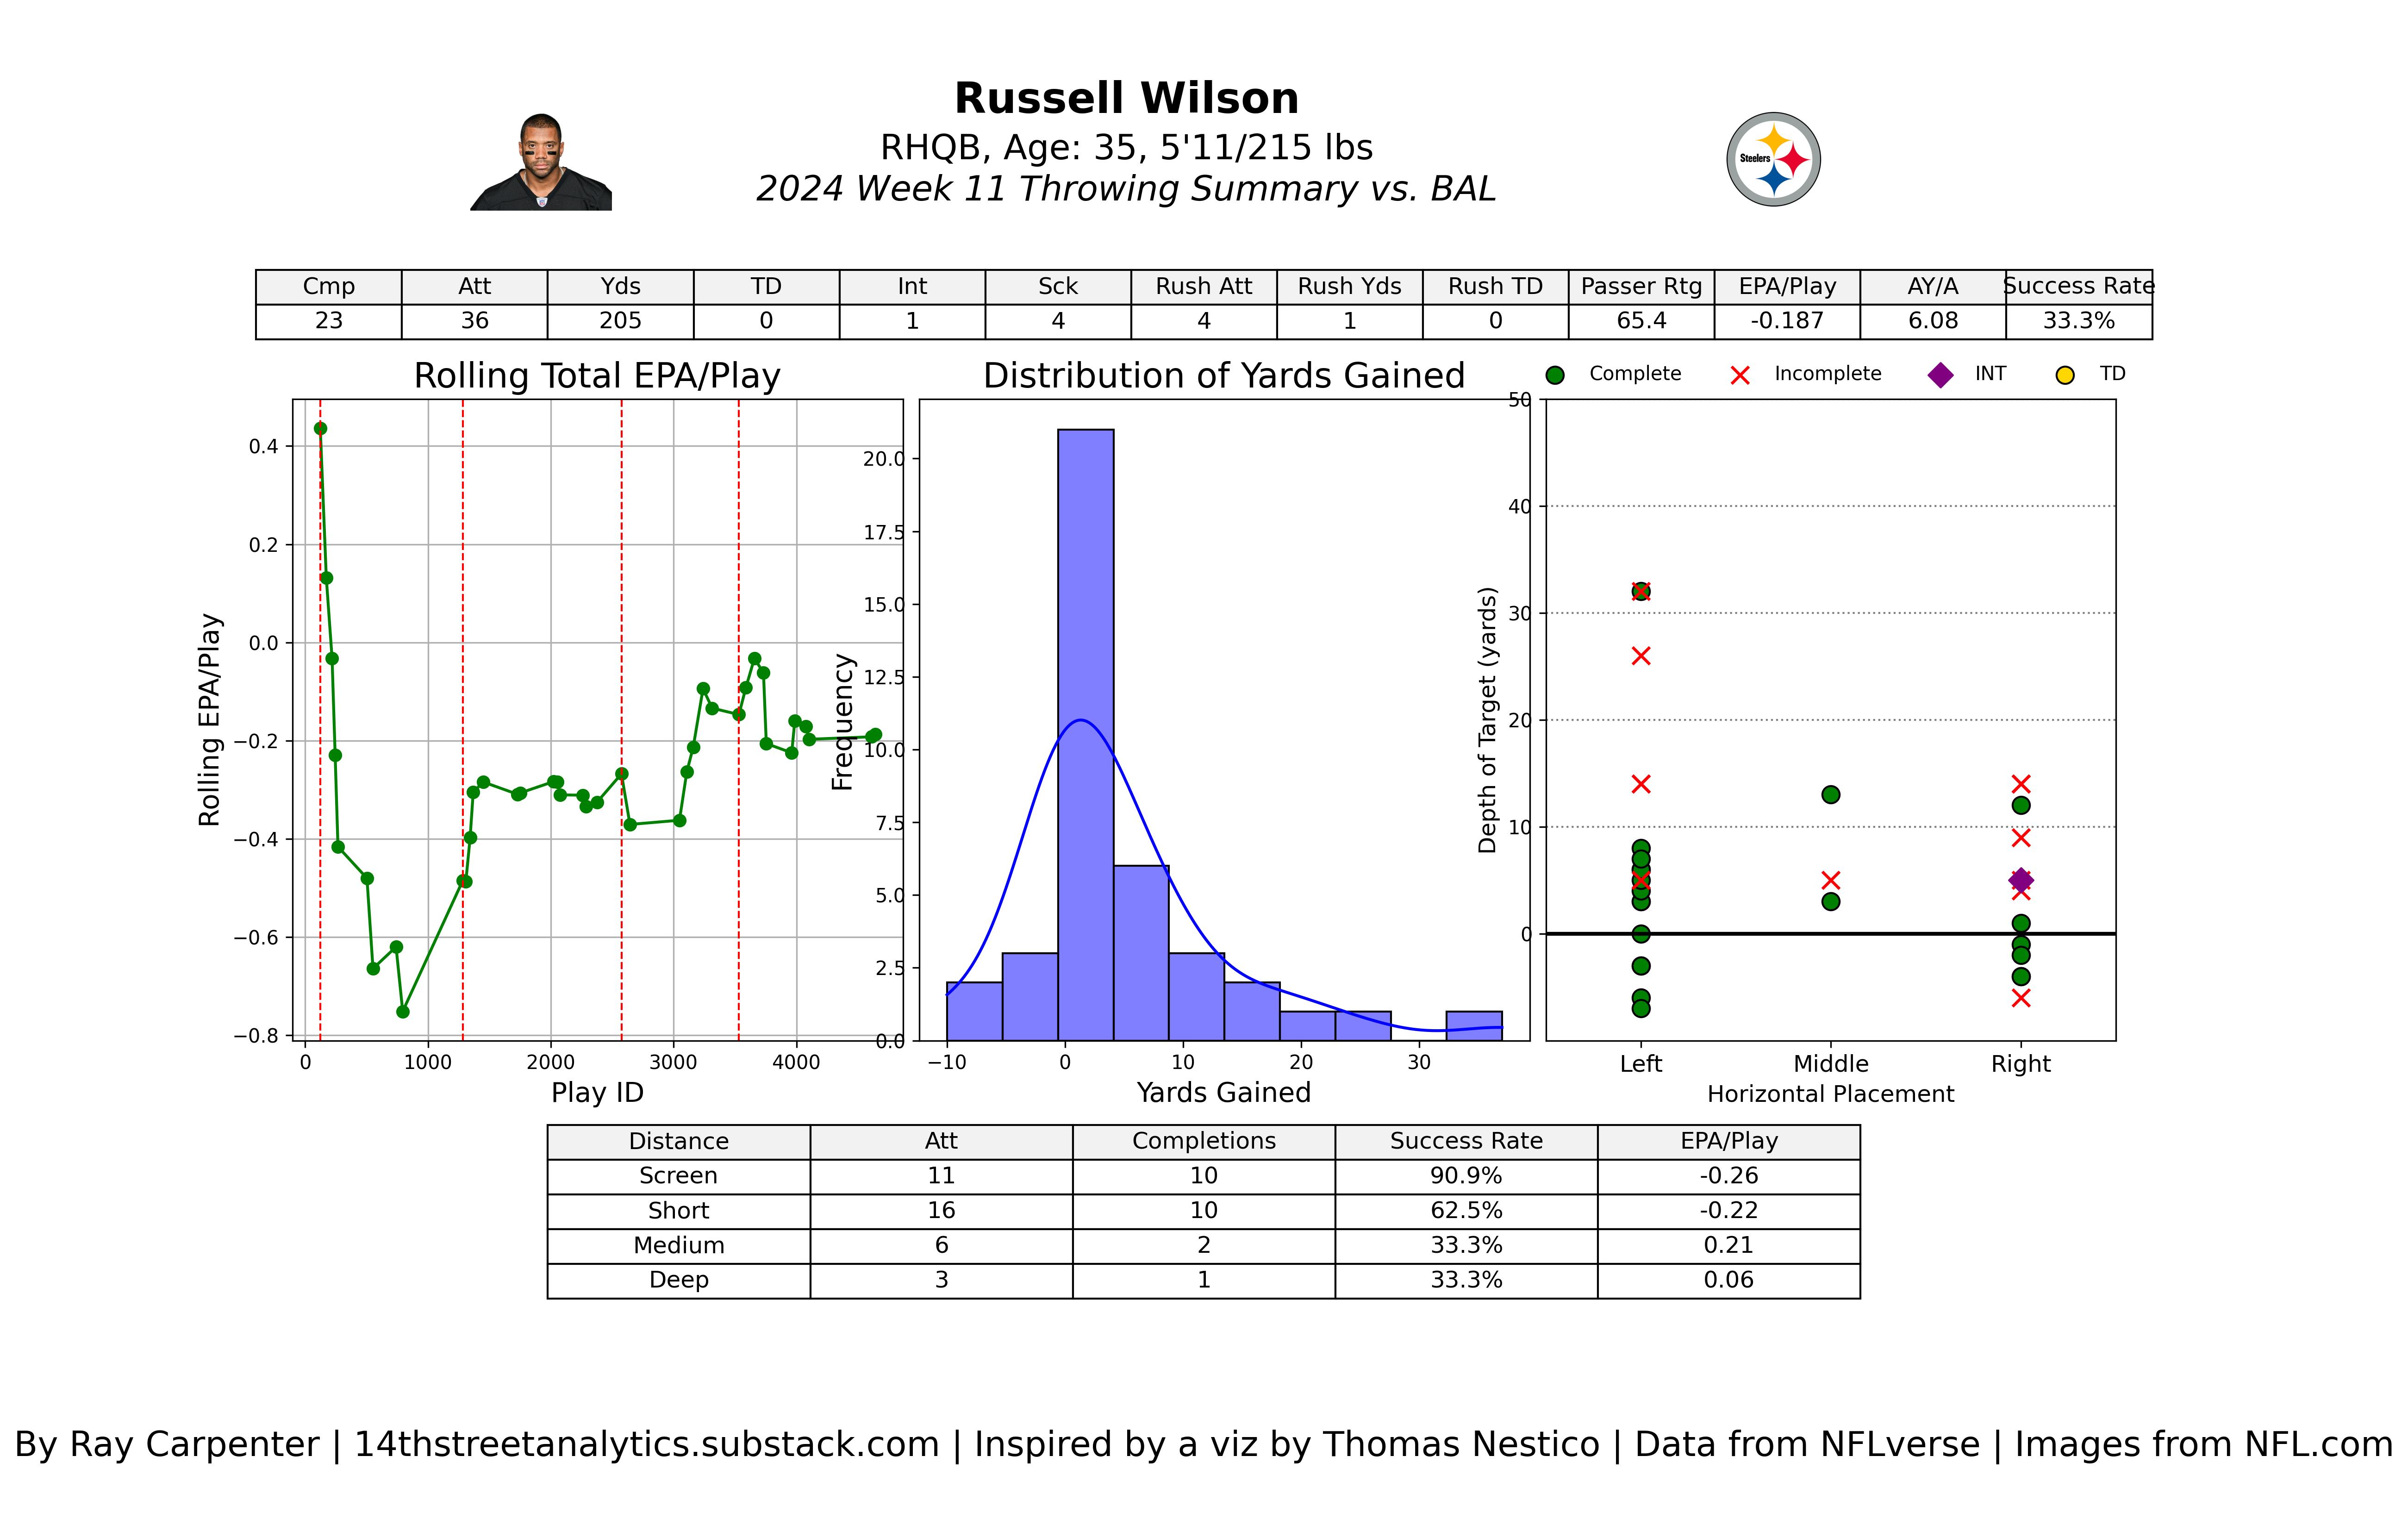 Russell Wilson
RHQB, Age: 35, 5'11/215 lbs
2024 Week 11 Throwing Summary vs. BAL
Steelers
Cmp Att Yds TD Int Sck Rush Att Rush Yds Rush TD Passer Rtg EPA/Play AY/A Success Rate
23 36 205 0 1 4 4 1 0 65.4 -0.187 6.08 33.3%
Rolling Total EPA/Play
Rolling EPA/Play
0.4
0.2
0.0
−0.2
−0.4
−0.6
−0.8
0 1000 2000 3000 4000
Play ID
Distribution of Yards Gained
Frequency
20.0
17.5
15.0
12.5
10.0
7.5
5.0
2.5
0.0
−10 0 10 20 30
Yards Gained
Complete Incomplete INT TD
Depth of Target (yards)
50
40
30
20
10
0
Left Middle Right
Horizontal Placement
Distance Att Completions Success Rate EPA/Play
Screen 11 10 90.9% -0.26
Short 16 10 62.5% -0.22
Medium 6 2 33.3% 0.21
Deep 3 1 33.3% 0.06
By Ray Carpenter | 14thstreetanalytics.substack.com | Inspired by a viz by Thomas Nestico | Data from NFLverse | Images from NFL.com